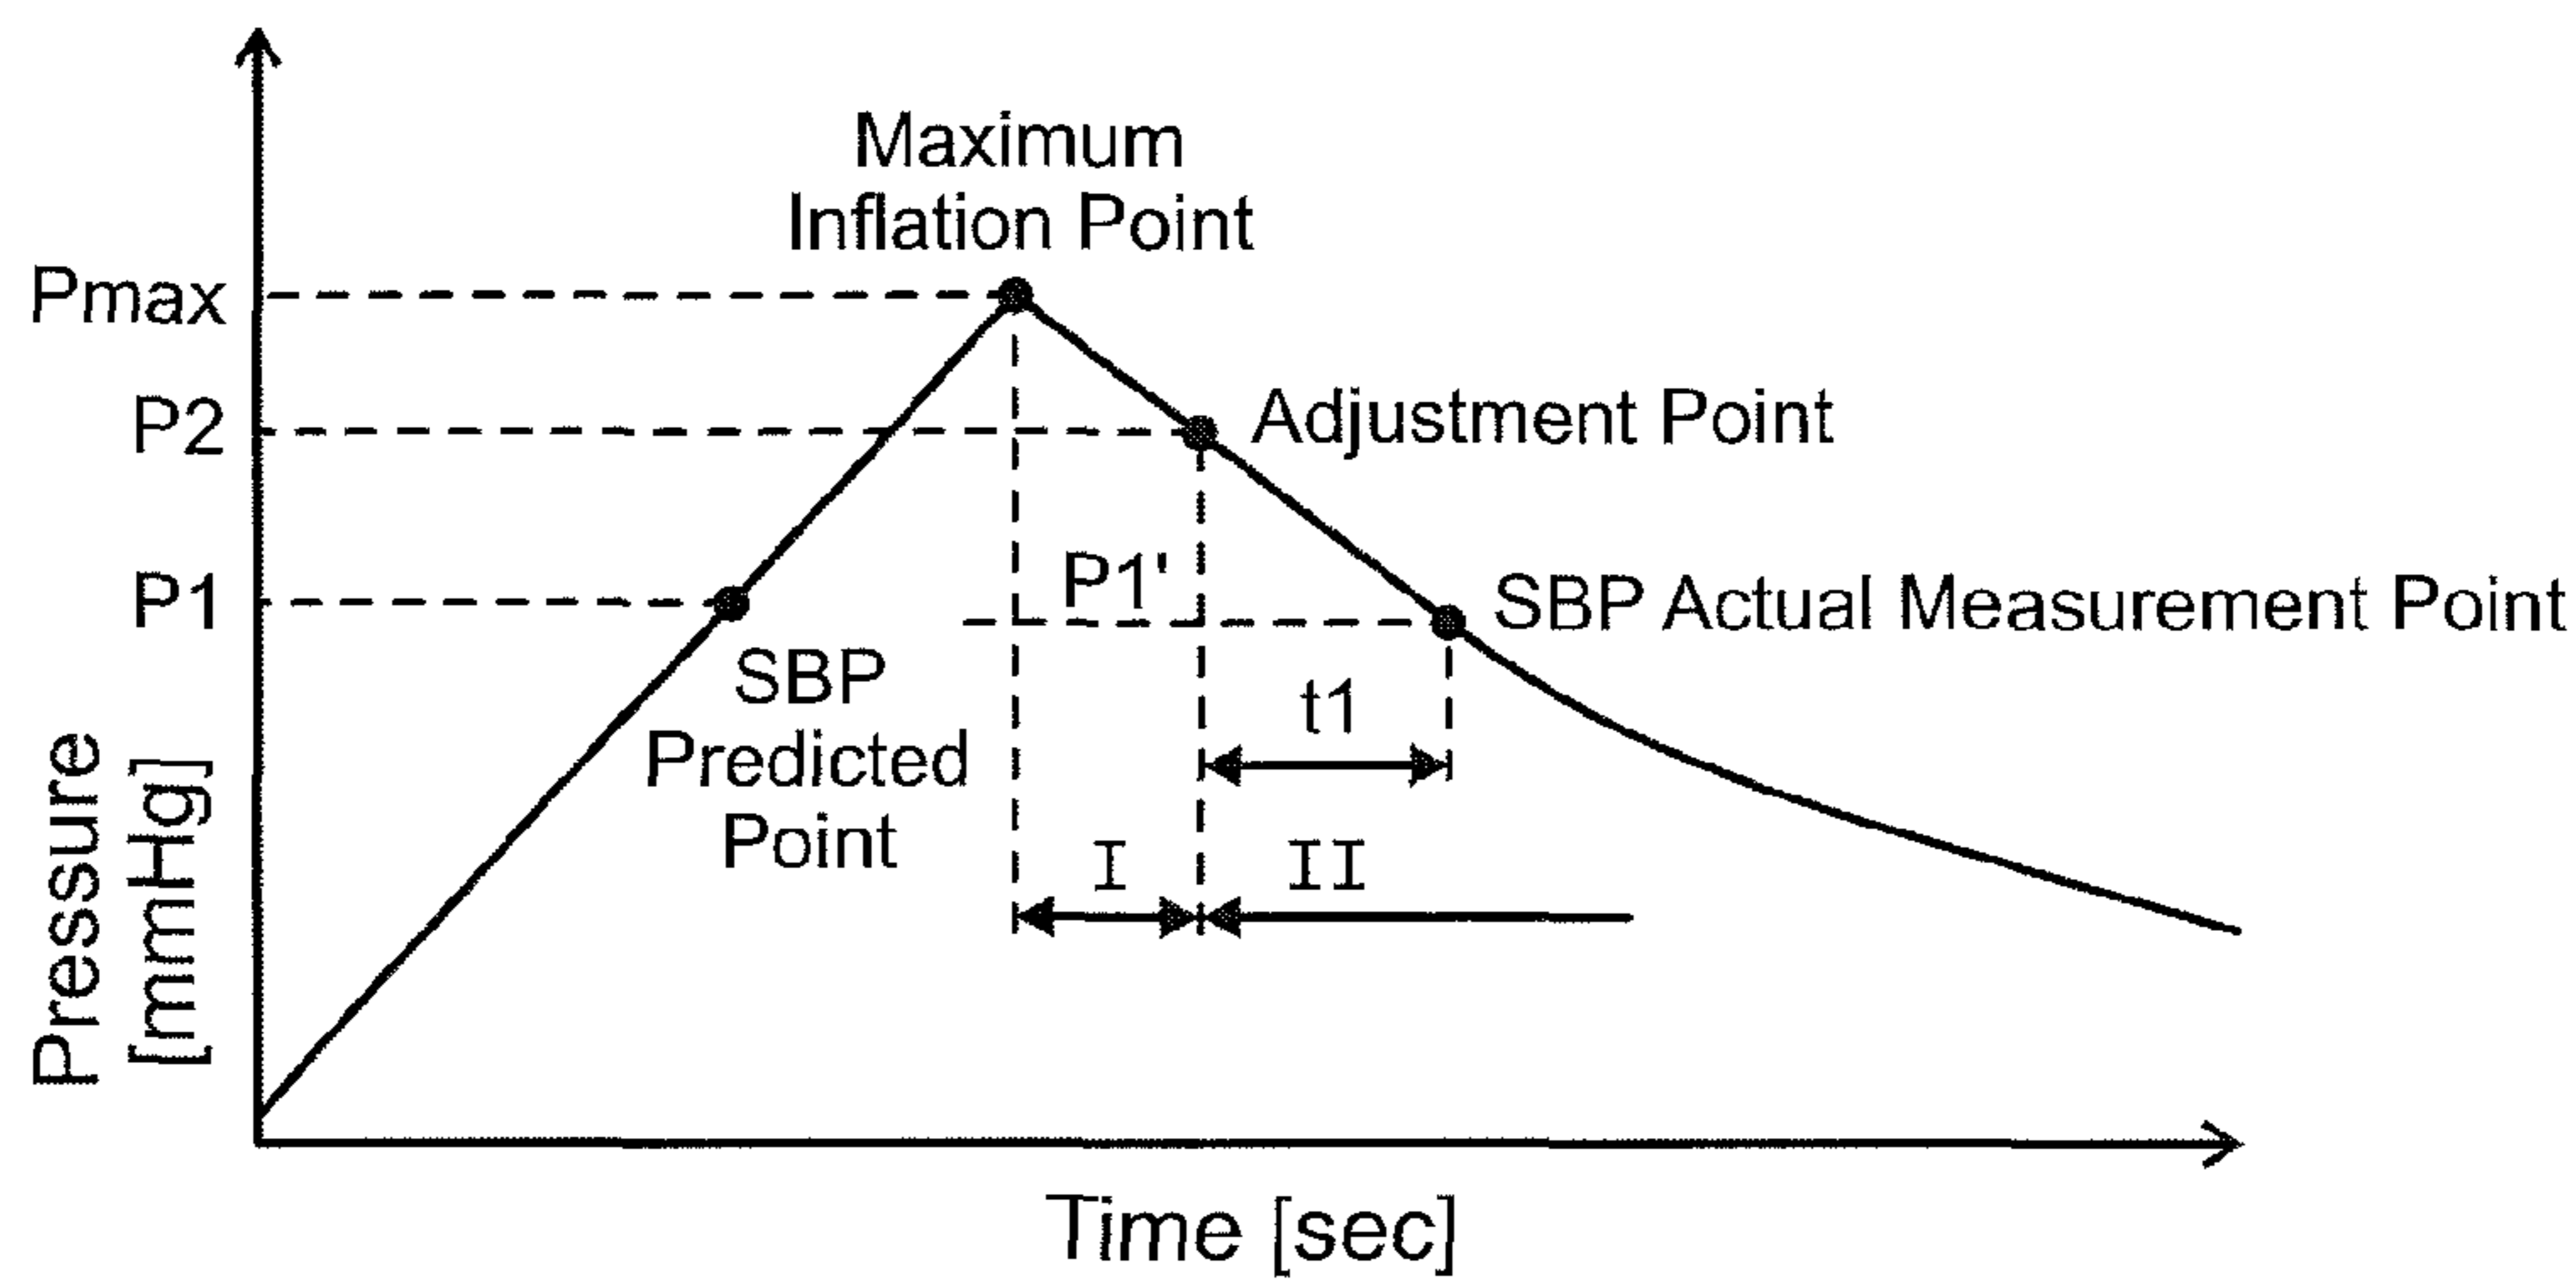 Maximum
Inflation Point
Pmax
P2
Adjustment Point
P1
P1'
SBP Actual Measurement Point
SBP
Predicted
Point
t1
I
II
Pressure
[mmHg]
Time [sec]